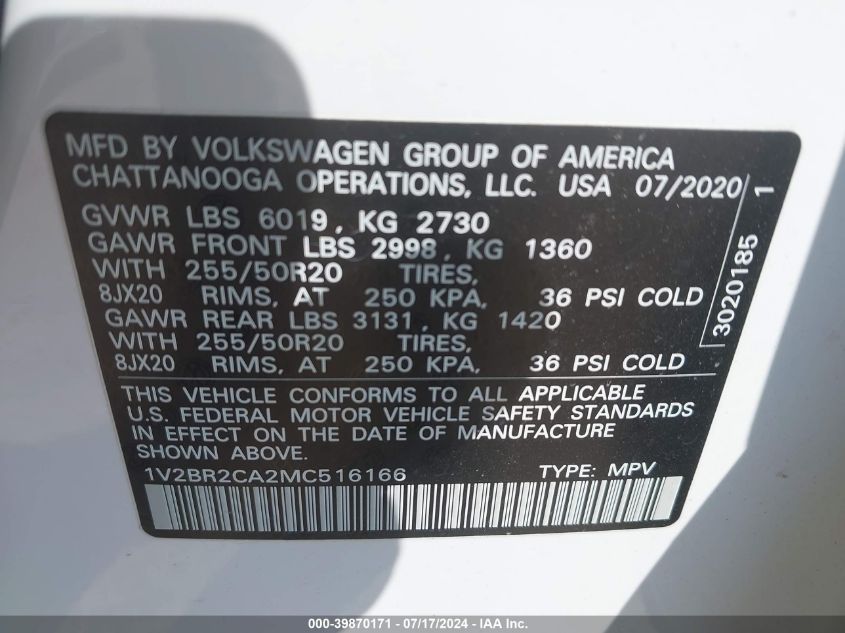 MFD BY VOLKSWAGEN GROUP OF AMERICA
CHATTANOOGA OPERATIONS, LLC. USA 07/2020
GVWR LBS 6019, KG 2730
GAWR FRONT LBS 2998, KG 1360
WITH 255/50R20 TIRES,
8JX20 RIMS, AT 250 KPA, 36 PSI COLD
GAWR REAR LBS 3131, KG 1420
WITH 255/50R20 TIRES,
8JX20 RIMS, AT 250 KPA, 36 PSI COLD
THIS VEHICLE CONFORMS TO ALL APPLICABLE
U.S. FEDERAL MOTOR VEHICLE SAFETY STANDARDS
IN EFFECT ON THE DATE OF MANUFACTURE
SHOWN ABOVE.
1V2BR2CA2MC516166 TYPE: MPV
3020185 1
000-39870171 - 07/17/2024 - IAA Inc.